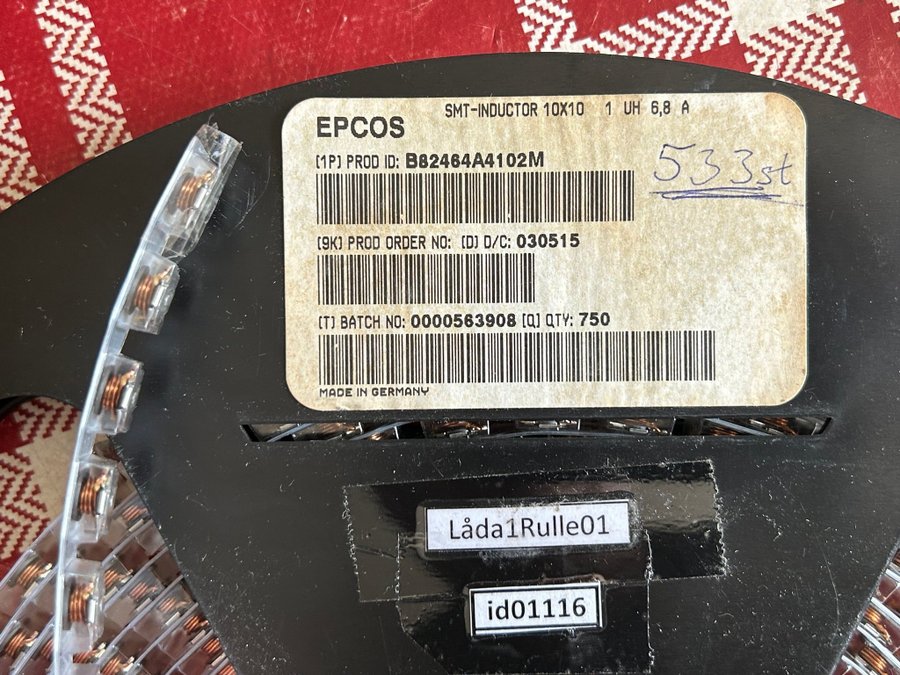 SMT-INDUCTOR 10X10 1 UH 6,8 A
EPCOS
[1P] PROD ID: B82464A4102M
533st
[9K] PROD ORDER NO: [D] D/C: 030515
[T] BATCH NO: 0000563908 [Q] QTY: 750
MADE IN GERMANY
Låda1Rulle01
id01116